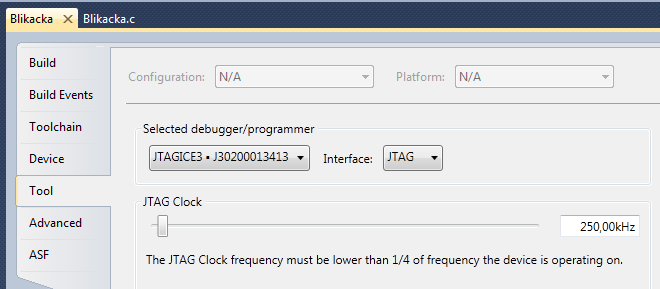 Blikacka Blikacka.c
Build
Build Events
Toolchain
Device
Tool
Advanced
ASF
Configuration: N/A Platform: N/A
Selected debugger/programmer
JTAGICE3 • J30200013413 Interface: JTAG
JTAG Clock
250,00kHz
The JTAG Clock frequency must be lower than 1/4 of frequency the device is operating on.